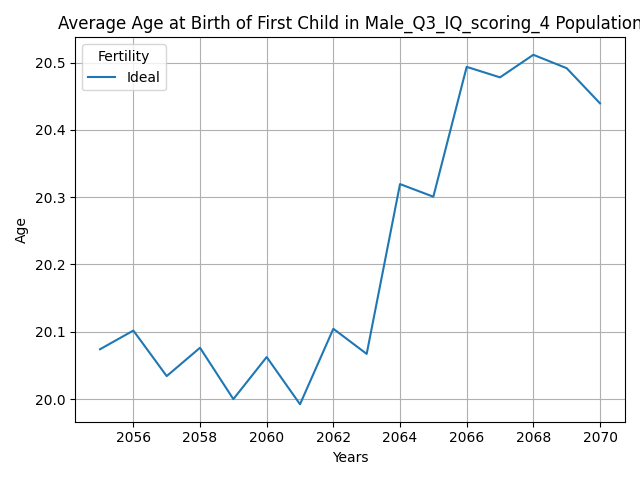 Average Age at Birth of First Child in Male_Q3_IQ_scoring_4 Population
Fertility
Ideal
20.5
20.4
20.3
20.2
20.1
20.0
Age
2056 2058 2060 2062 2064 2066 2068 2070
Years